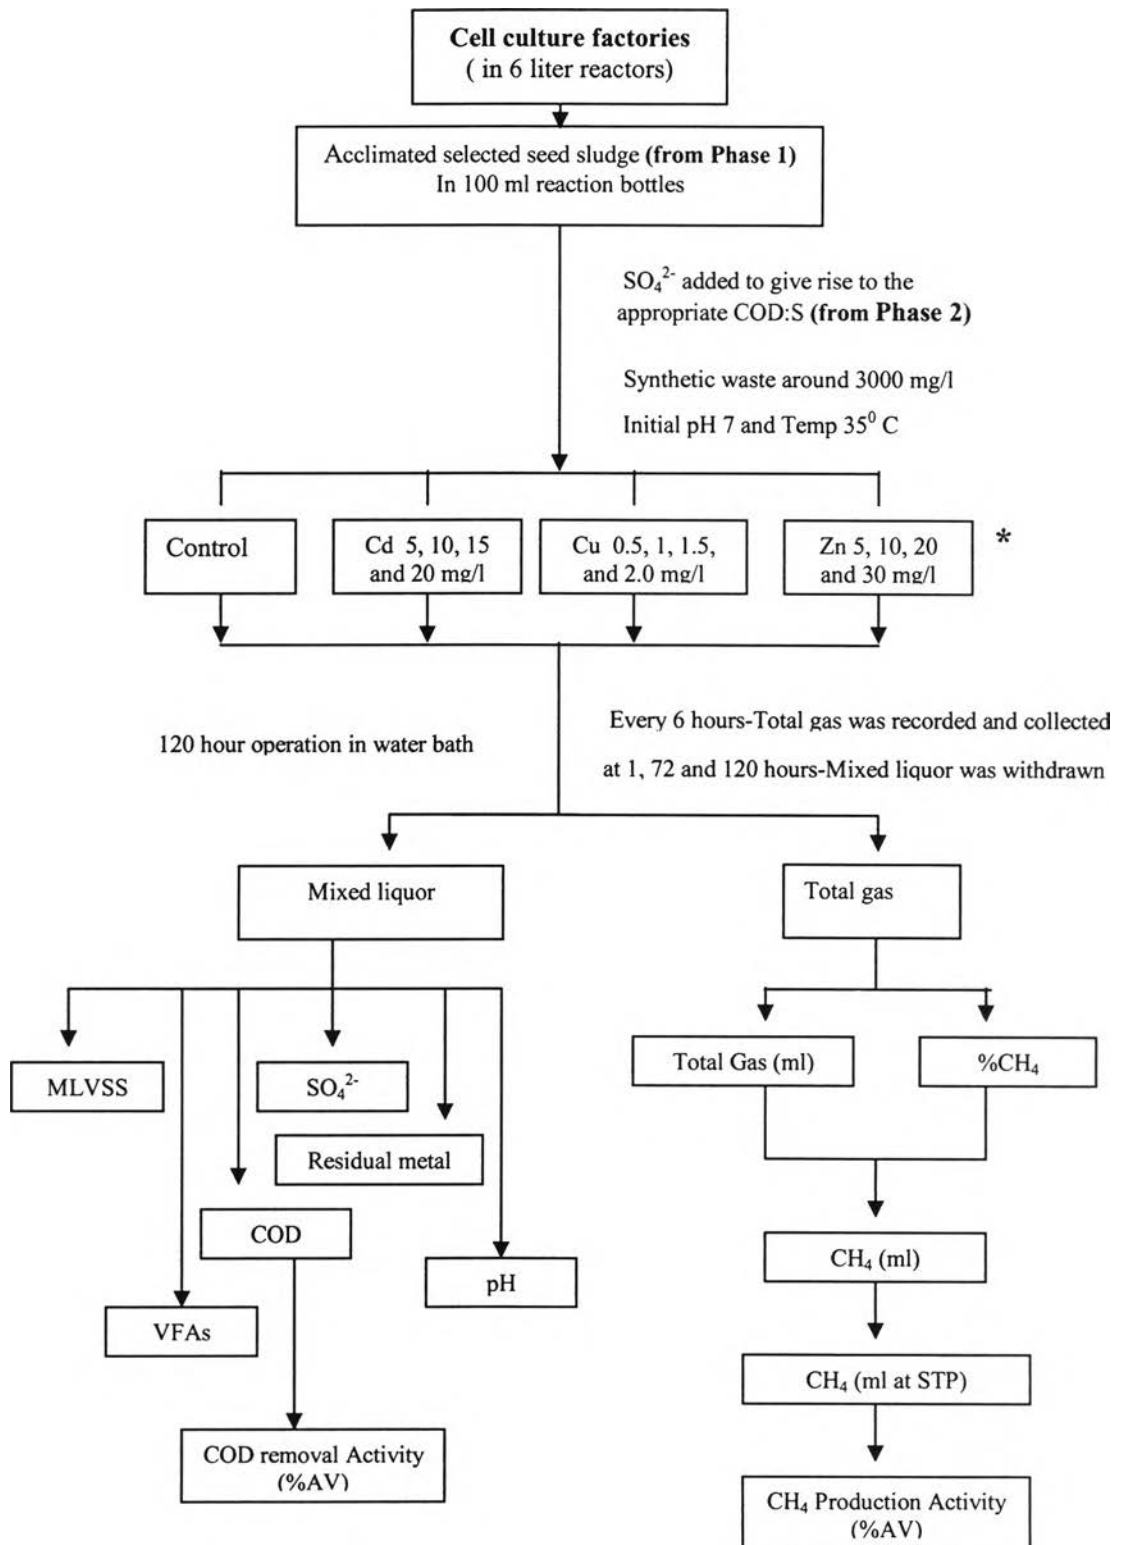 Cell culture factories
( in 6 liter reactors)
Acclimated selected seed sludge (from Phase 1)
In 100 ml reaction bottles
SO₄²⁻ added to give rise to the
appropriate COD:S (from Phase 2)
Synthetic waste around 3000 mg/l
Initial pH 7 and Temp 35⁰ C
Control
Cd 5, 10, 15
and 20 mg/l
Cu 0.5, 1, 1.5,
and 2.0 mg/l
Zn 5, 10, 20
and 30 mg/l
*
120 hour operation in water bath
Every 6 hours-Total gas was recorded and collected
at 1, 72 and 120 hours-Mixed liquor was withdrawn
Mixed liquor
Total gas
MLVSS
SO₄²⁻
Residual metal
COD
pH
VFAs
COD removal Activity
(%AV)
Total Gas (ml)
%CH₄
CH₄ (ml)
CH₄ (ml at STP)
CH₄ Production Activity
(%AV)